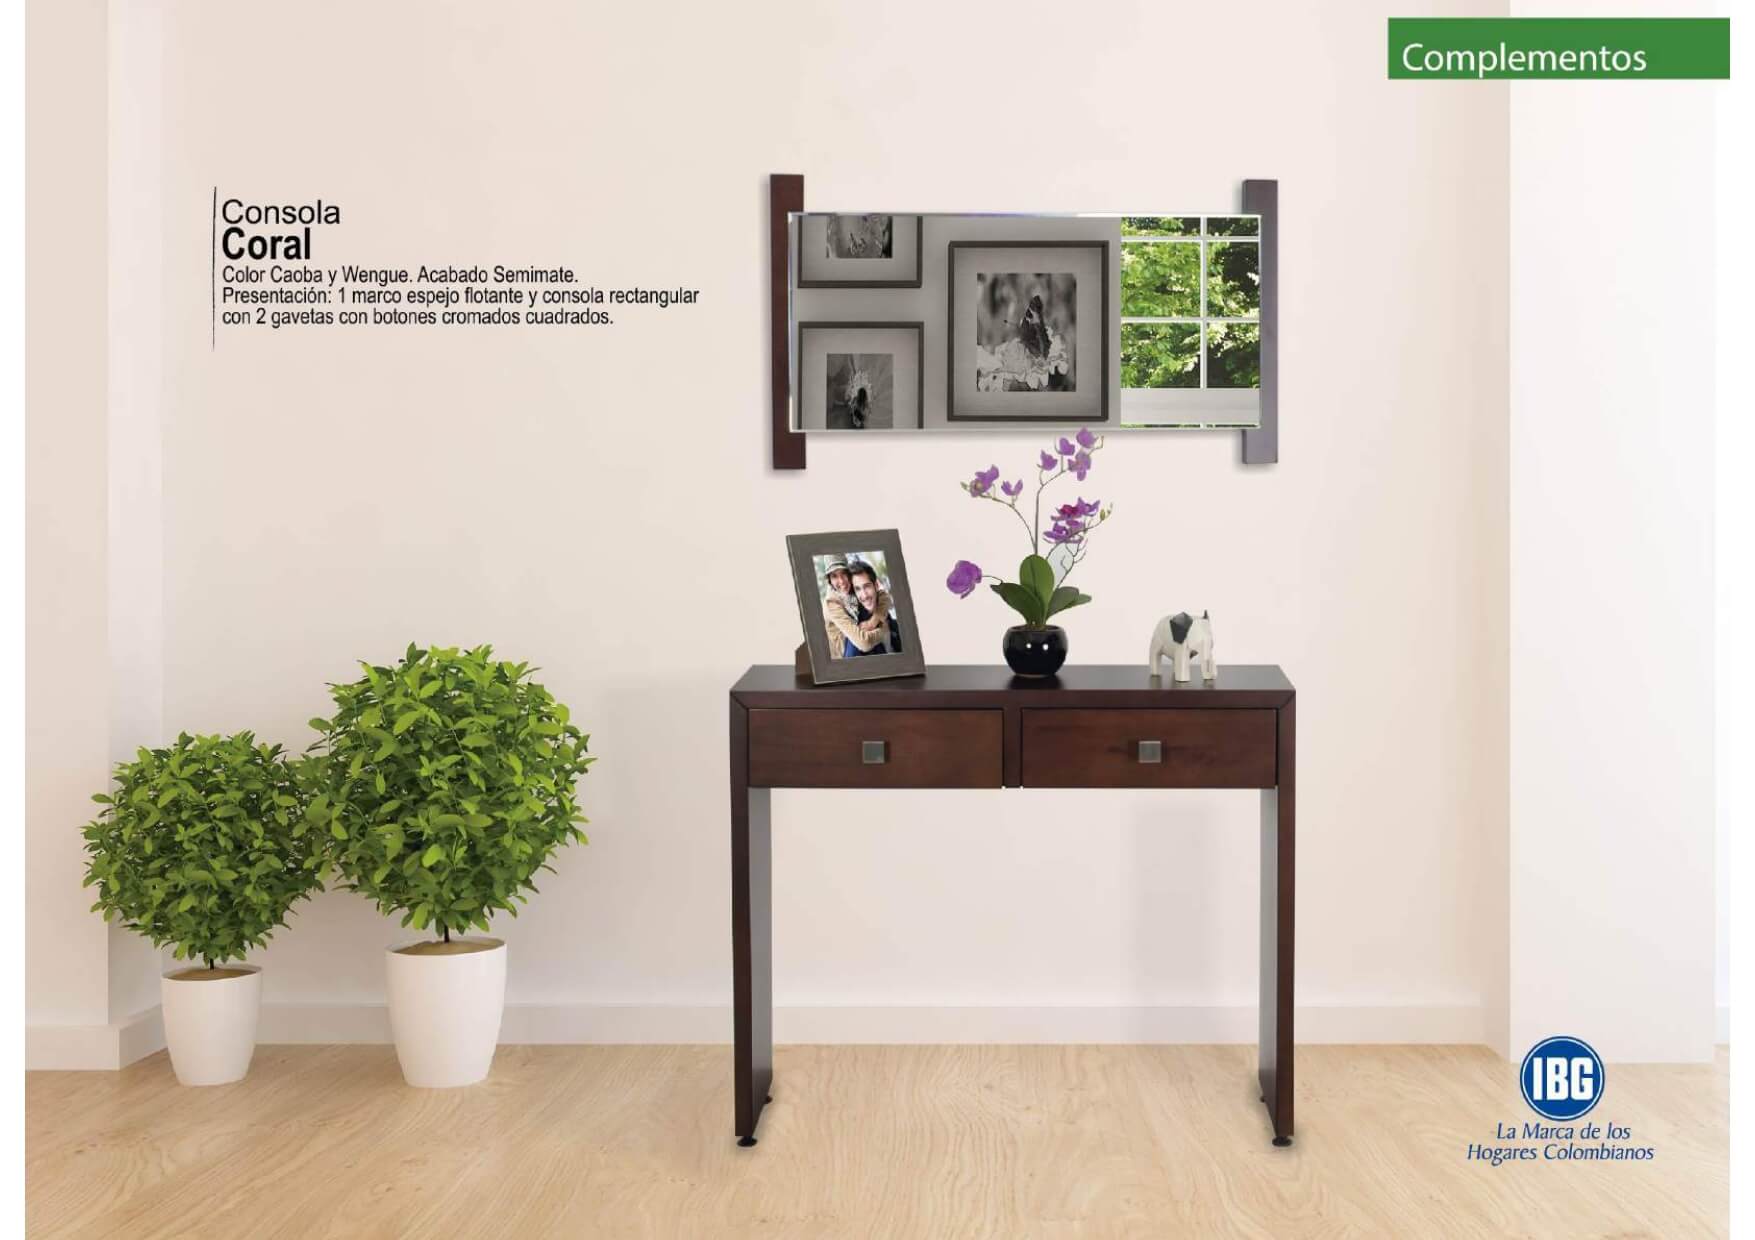 Complementos
Consola
Coral
Color Caoba y Wengue. Acabado Semimate.
Presentación: 1 marco espejo flotante y consola rectangular
con 2 gavetas con botones cromados cuadrados.
IBG
La Marca de los
Hogares Colombianos